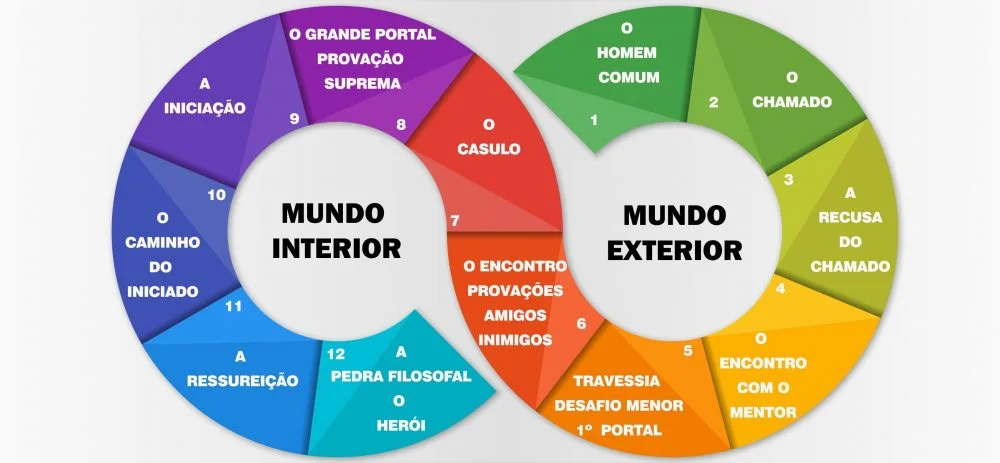 O
HOMEM
COMUM
1
O
CHAMADO
2
A
RECUSA
DO
CHAMADO
3
O
ENCONTRO
COM O
MENTOR
4
TRAVESSIA
DESAFIO MENOR
1º PORTAL
5
O ENCONTRO
PROVAÇÕES
AMIGOS
INIMIGOS
6
O
CASULO
7
O GRANDE PORTAL
PROVAÇÃO
SUPREMA
8
A
INICIAÇÃO
9
O
CAMINHO
DO
INICIADO
10
A
RESSUREIÇÃO
11
A
PEDRA FILOSOFAL
O
HERÓI
12
MUNDO
INTERIOR
MUNDO
EXTERIOR